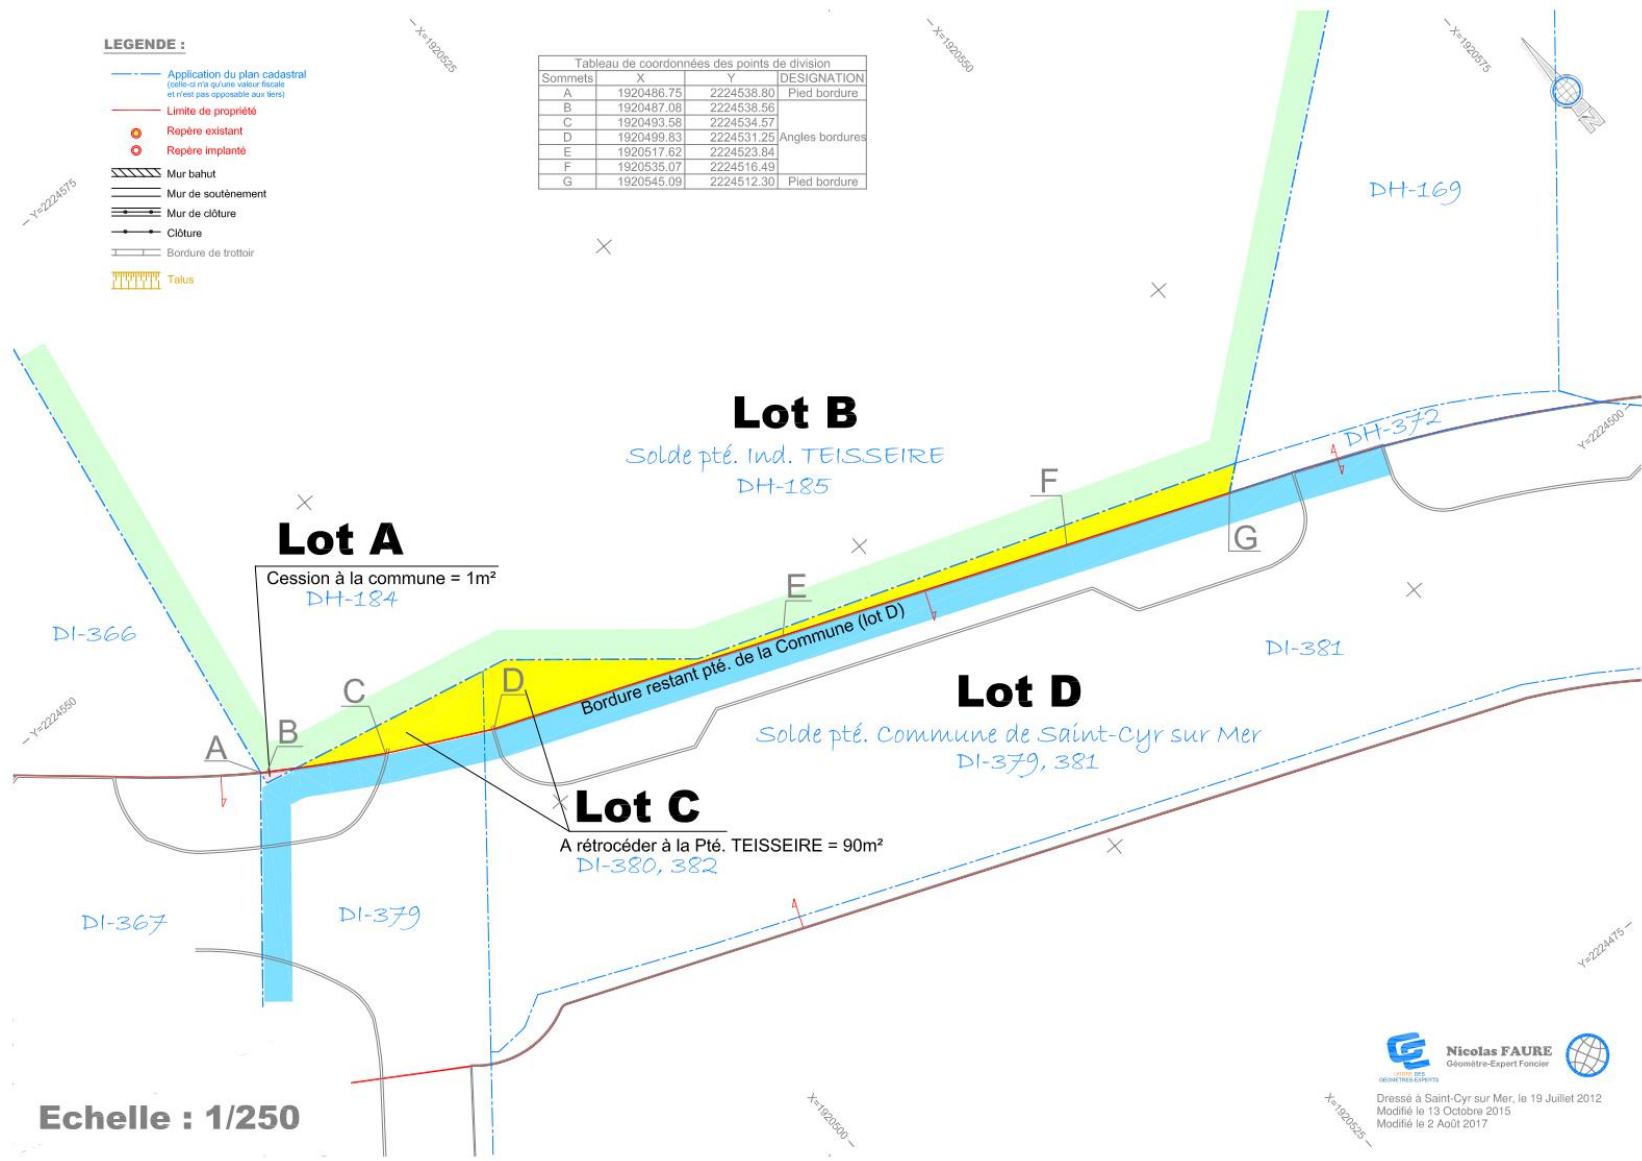 LEGENDE :
Application du plan cadastral
(celle-ci n'a qu'une valeur fiscale
et n'est pas opposable aux tiers)
Limite de propriété
Repère existant
Repère implanté
Mur bahut
Mur de soutènement
Mur de clôture
Clôture
Bordure de trottoir
Talus
X=1920525
X=1920550
X=1920575
Tableau de coordonnées des points de division
Sommets X Y DESIGNATION
A 1920486.75 2224538.80 Pied bordure
B 1920487.08 2224538.56
C 1920493.58 2224534.57
D 1920499.83 2224531.25 Angles bordures
E 1920517.62 2224523.84
F 1920535.07 2224516.49
G 1920545.09 2224512.30 Pied bordure
N
Y=2224575
DH-169
Lot B
Solde pté. Ind. TEISSEIRE
DH-185
DH-372
Y=2224500
F
G
Lot A
Cession à la commune = 1m²
DH-184
E
DI-366
Bordure restant pté. de la Commune (lot D)
DI-381
C
D
B
A
Y=2224550
Lot D
Solde pté. Commune de Saint-Cyr sur Mer
DI-379, 381
Lot C
A rétrocéder à la Pté. TEISSEIRE = 90m²
DI-380, 382
DI-367
DI-379
Y=2224475
Echelle : 1/250
X=1920500
X=1920525
ORDRE DES
GÉOMÈTRES-EXPERTS
Nicolas FAURE
Géomètre-Expert Foncier
Dressé à Saint-Cyr sur Mer, le 19 Juillet 2012
Modifié le 13 Octobre 2015
Modifié le 2 Août 2017